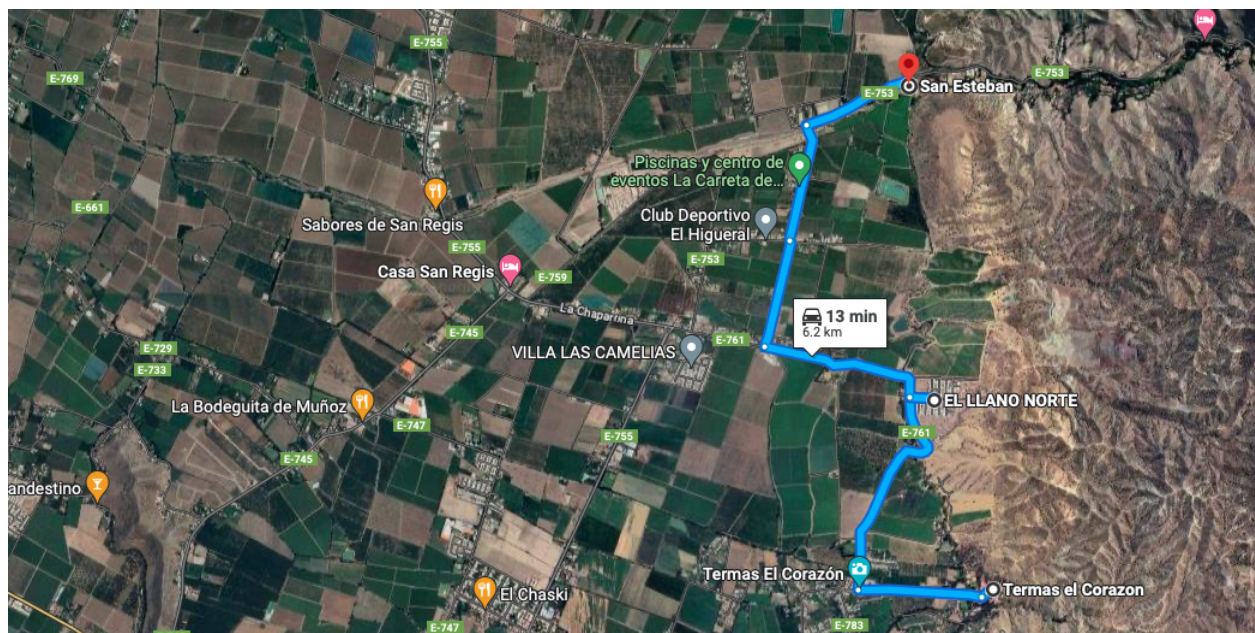 E-755
E-769
E-753
E-753
San Esteban
Piscinas y centro de
eventos La Carreta de...
E-661
Sabores de San Regis
Club Deportivo
El Higueral
E-755
E-753
Casa San Regis
E-759
La Chaparrina
13 min
6.2 km
E-745
E-761
E-729
VILLA LAS CAMELIAS
E-733
La Bodeguita de Muñoz
EL LLANO NORTE
E-747
E-755
E-761
E-745
andestino
Termas El Corazón
El Chaski
Termas el Corazon
E-747
E-783